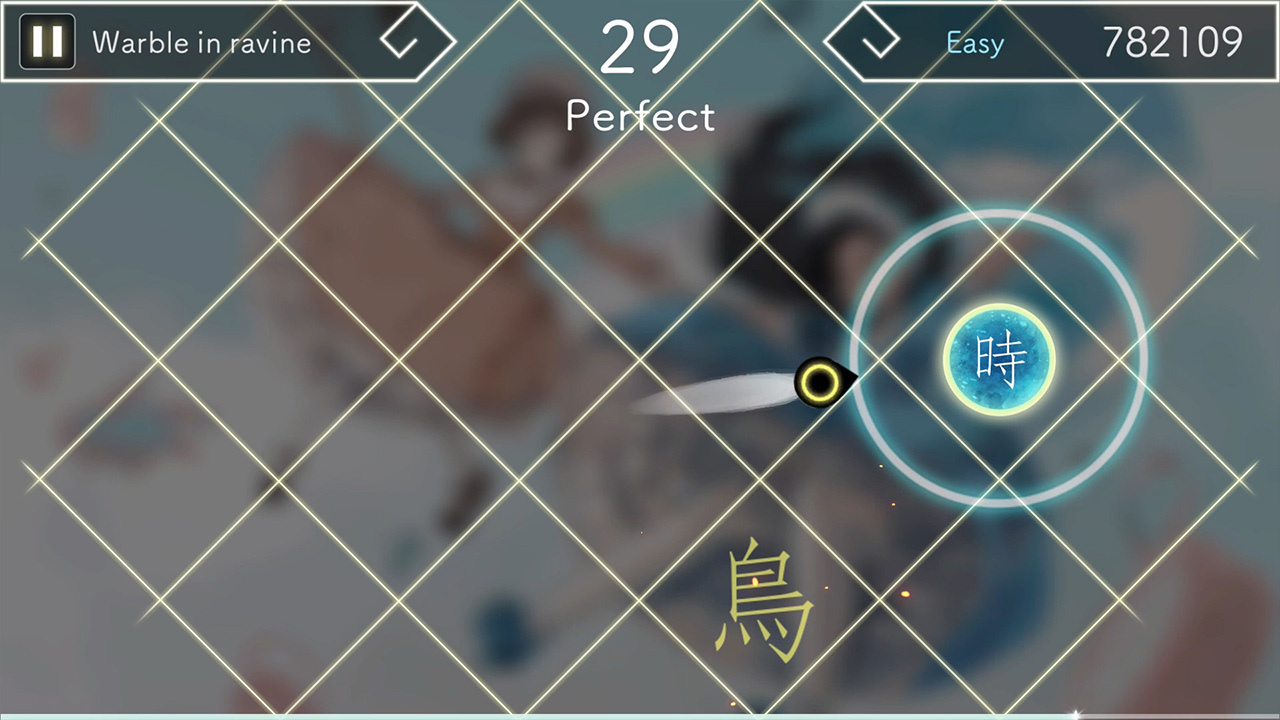 Warble in ravine
29
Perfect
Easy
782109
時
鳥